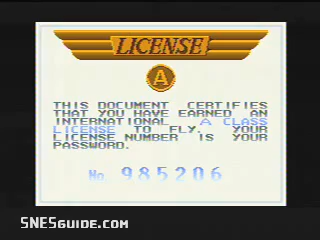 LICENSE
A
THIS DOCUMENT CERTIFIES
THAT YOU HAVE EARNED AN
INTERNATIONAL A CLASS
LICENSE TO FLY. YOUR
LICENSE NUMBER IS YOUR
PASSWORD.
No 985206
SNESGUIDE.COM